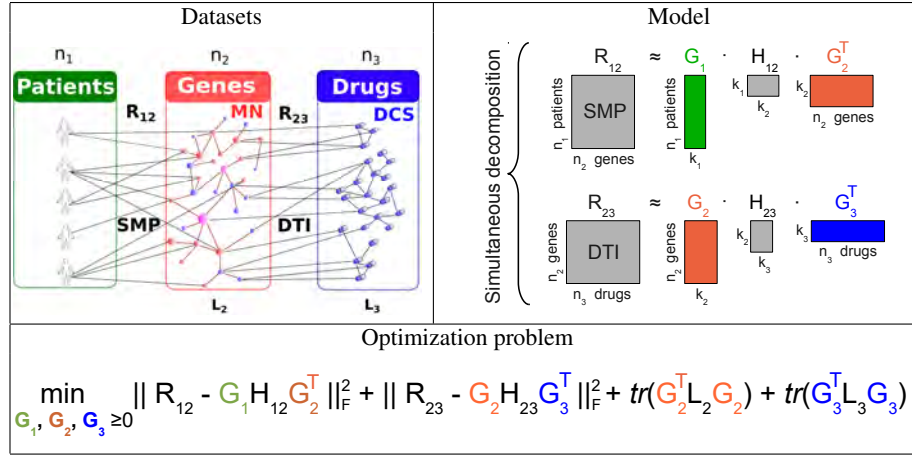 Datasets
n₁ n₂ n₃
Patients Genes Drugs
R₁₂ MN R₂₃ DCS
SMP DTI
L₂ L₃
Model
Simultaneous decomposition
R₁₂ ≈ G₁ · H₁₂ · G₂ᵀ
n₁ patients
SMP
n₂ genes
n₁ patients
k₁
k₁
k₂
k₂
n₂ genes
R₂₃ ≈ G₂ · H₂₃ · G₃ᵀ
n₂ genes
DTI
n₃ drugs
n₂ genes
k₂
k₂
k₃
k₃
n₃ drugs
Optimization problem
min || R₁₂ - G₁H₁₂G₂ᵀ ||²F + || R₂₃ - G₂H₂₃G₃ᵀ ||²F + tr(G₂ᵀL₂G₂) + tr(G₃ᵀL₃G₃)
G₁, G₂, G₃ ≥0